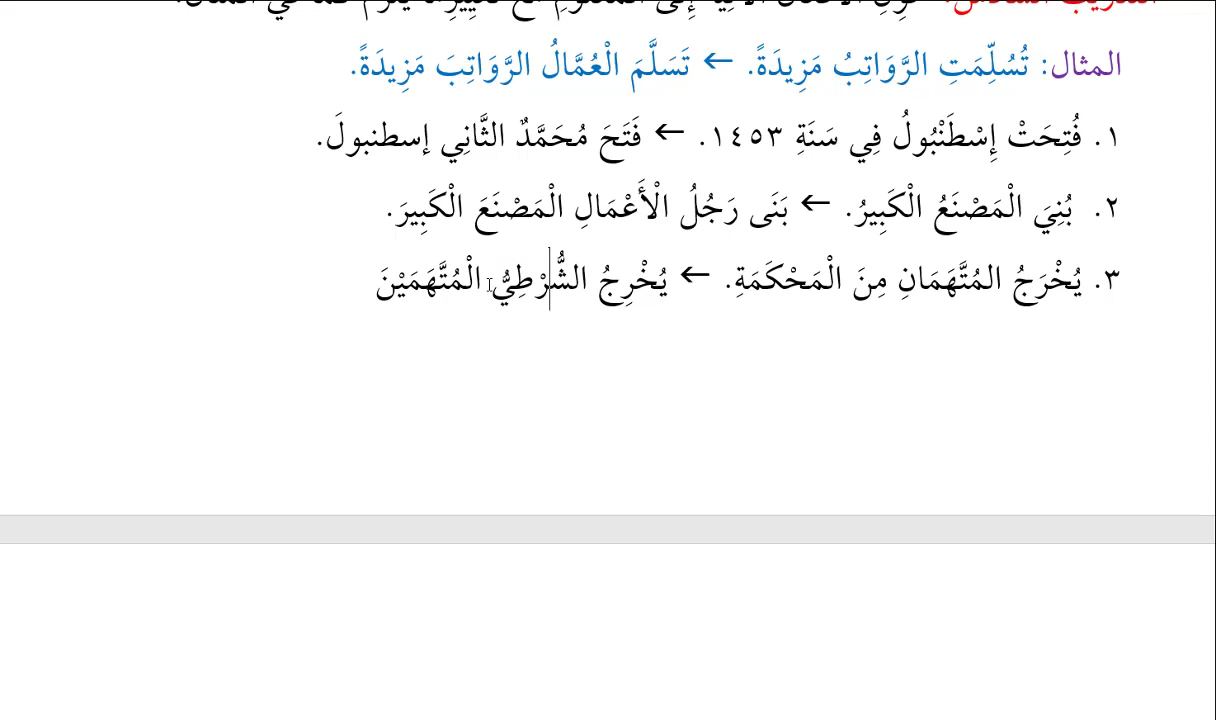 المثال: تُسُلِّمَتِ الرَّوَاتِبُ مَزِيدَةً. ← تَسَلَّمَ الْعُمَّالُ الرَّوَاتِبَ مَزِيدَةً.
١. فُتِحَتْ إِسْطَنْبُولُ فِي سَنَةِ ١٤٥٣. ← فَتَحَ مُحَمَّدٌ الثَّانِي إسطنبولَ.
٢. بُنِيَ الْمَصْنَعُ الْكَبِيرُ. ← بَنَى رَجُلُ الْأَعْمَالِ الْمَصْنَعَ الْكَبِيرَ.
٣. يُخْرَجُ المُتَّهَمَانِ مِنَ الْمَحْكَمَةِ. ← يُخْرِجُ الشُّرْطِيُّ الْمُتَّهَمَيْنَ